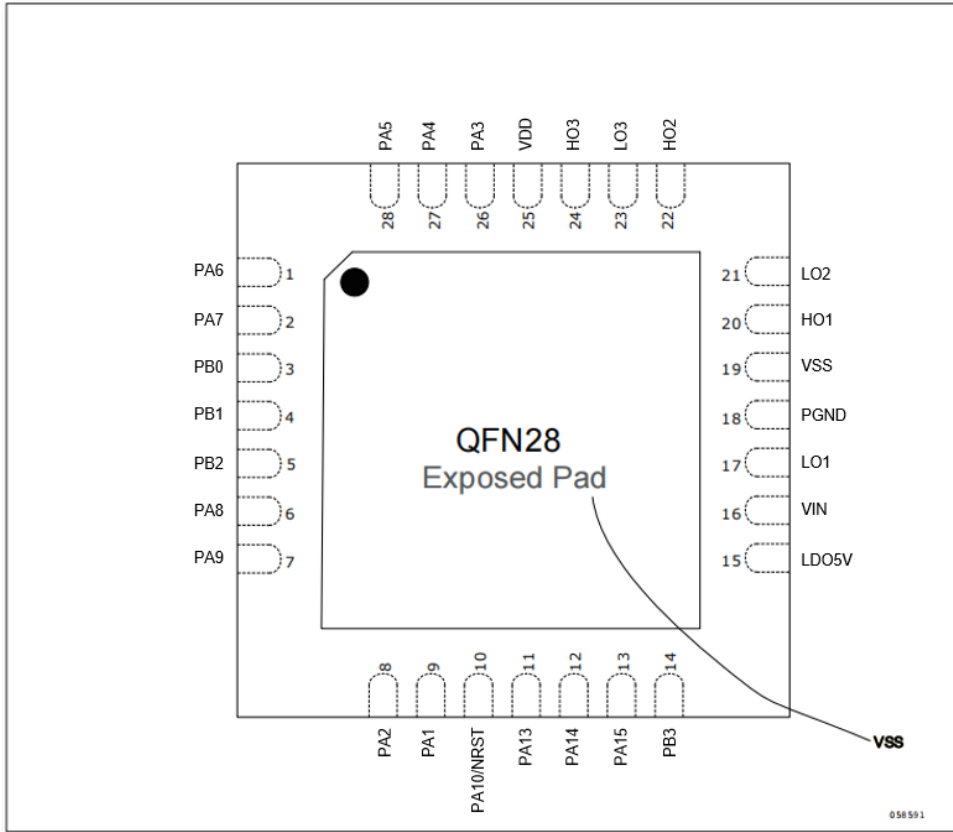 PA5 PA4 PA3 VDD HO3 LO3 HO2
28 27 26 25 24 23 22
PA6 1
PA7 2
PB0 3
PB1 4
PB2 5
PA8 6
PA9 7
21 LO2
20 HO1
19 VSS
18 PGND
17 LO1
16 VIN
15 LDO5V
QFN28
Exposed Pad
8 9 10 11 12 13 14
PA2 PA1 PA10/NRST PA13 PA14 PA15 PB3
VSS
058591